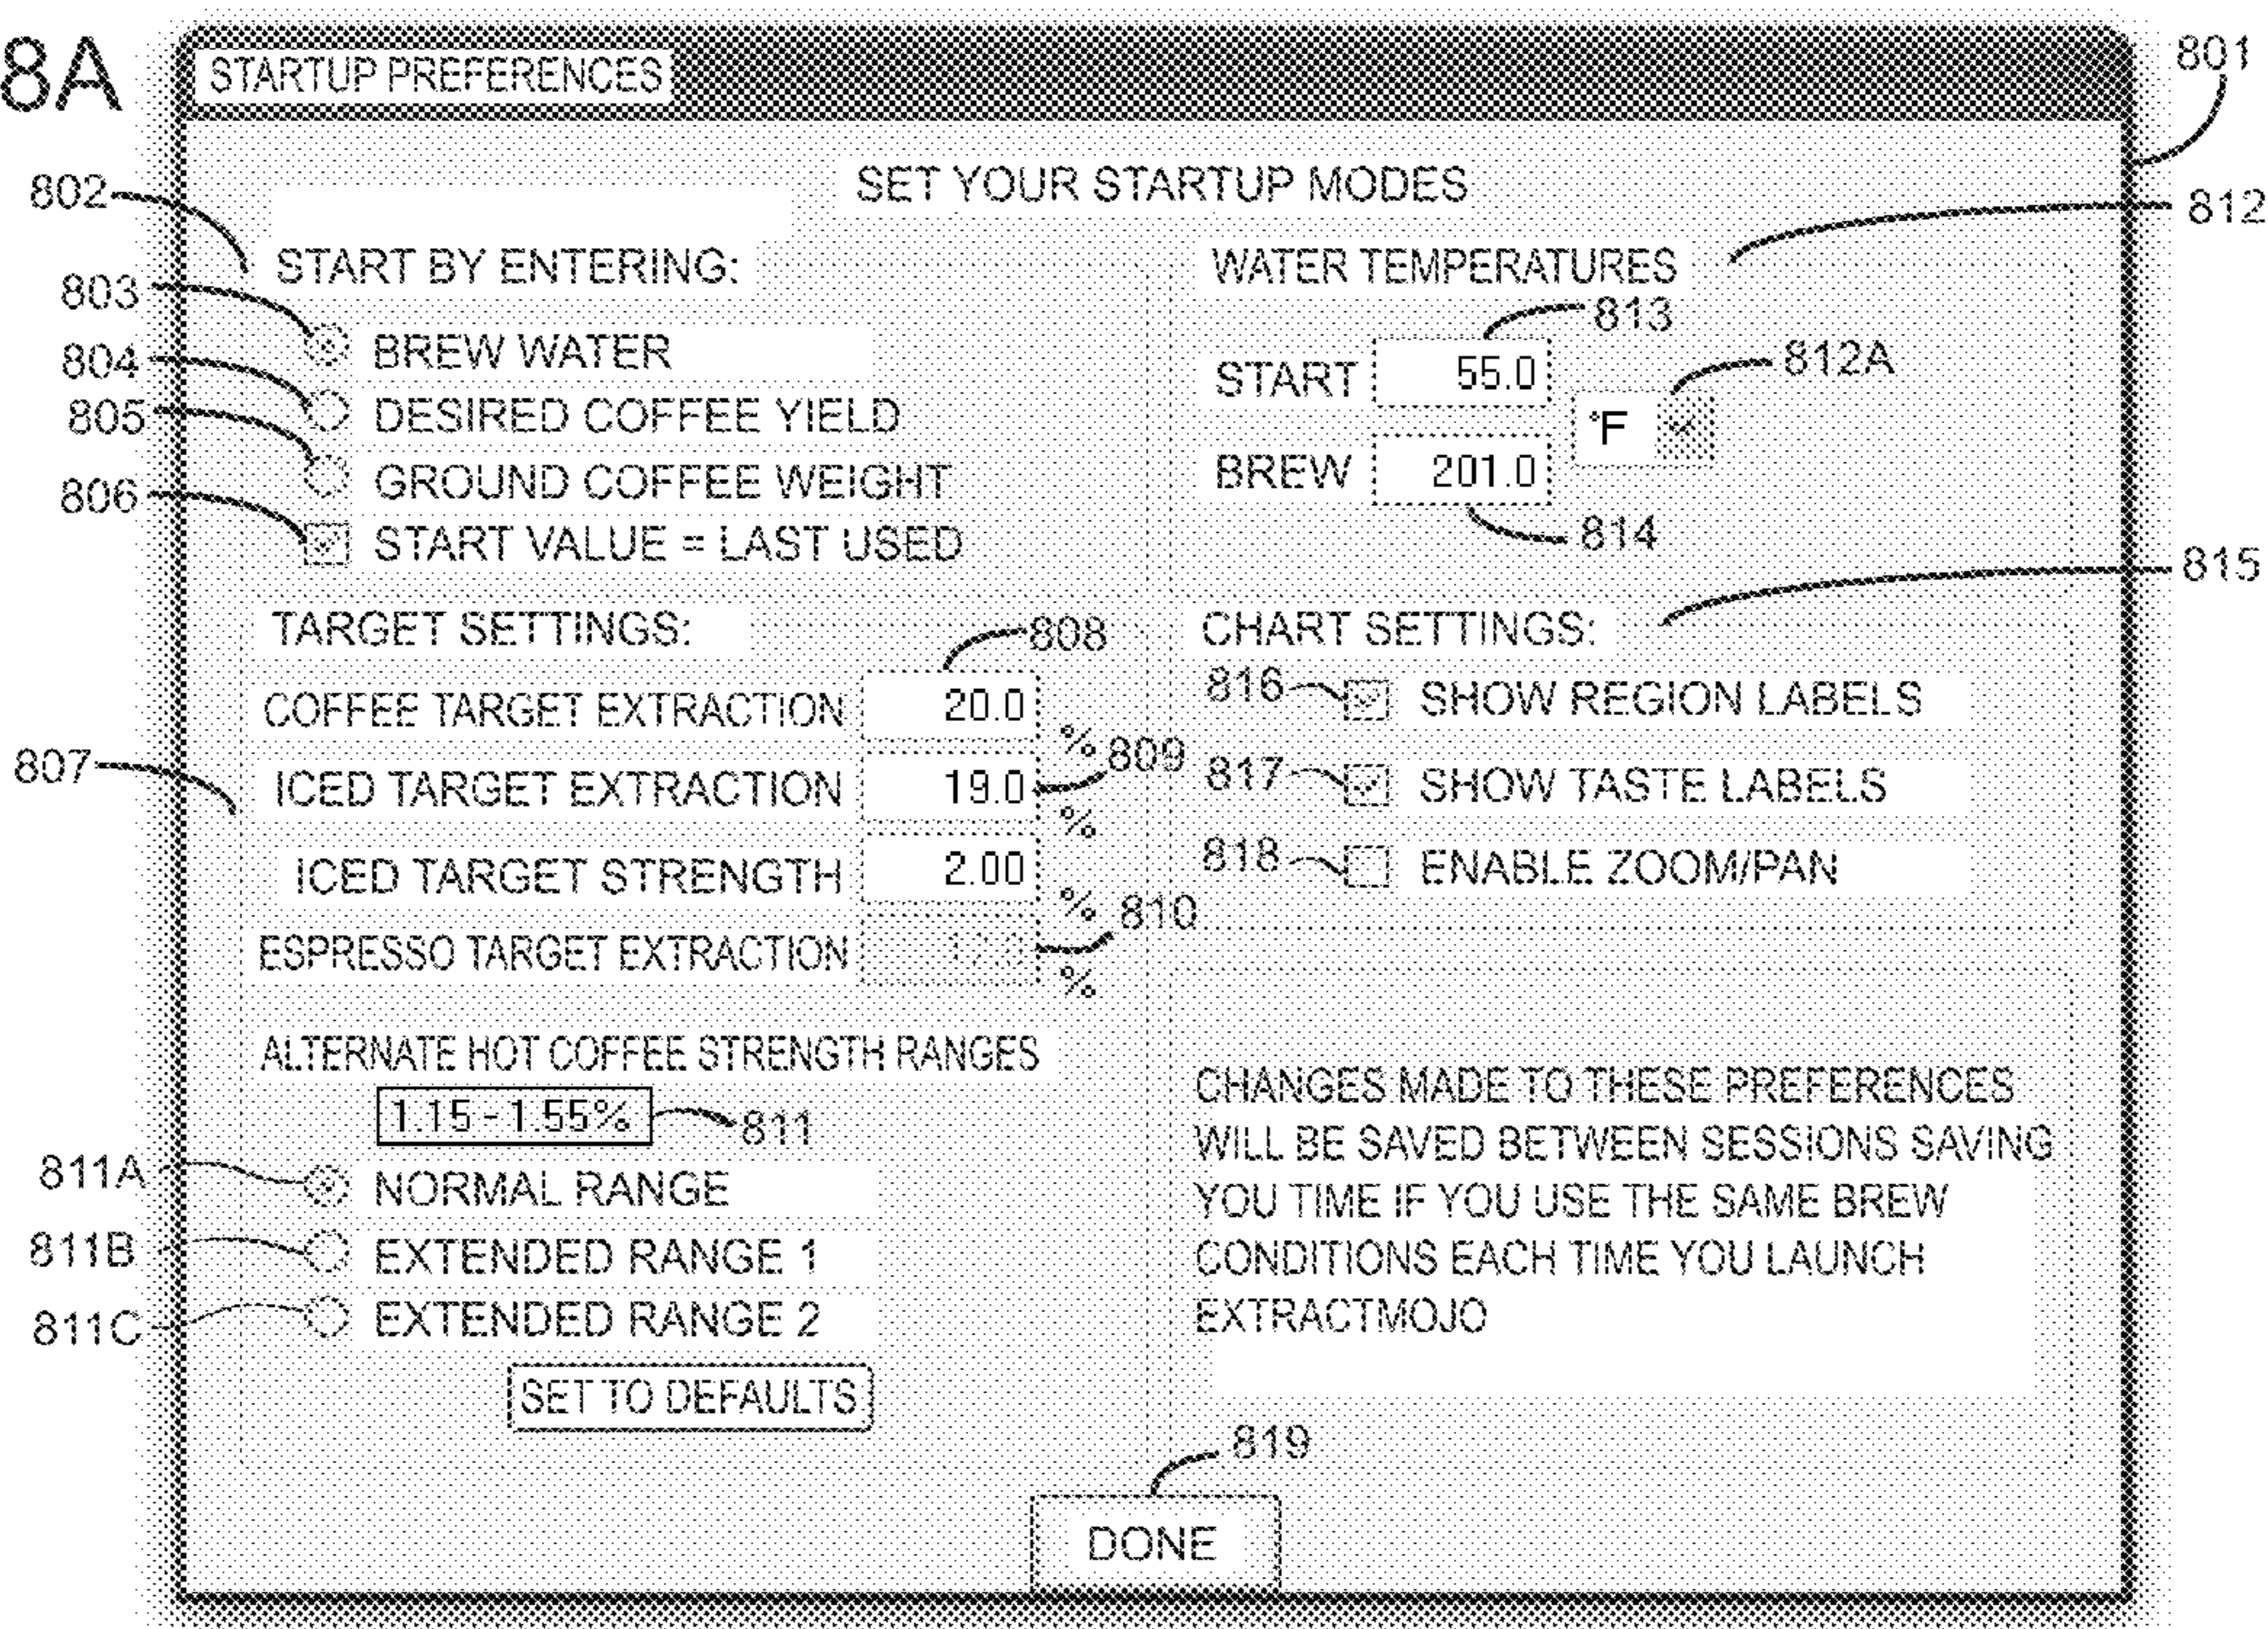 8A
STARTUP PREFERENCES
801
SET YOUR STARTUP MODES
802
812
START BY ENTERING:
803
BREW WATER
804
DESIRED COFFEE YIELD
805
GROUND COFFEE WEIGHT
806
START VALUE = LAST USED
WATER TEMPERATURES
813
START 55.0
812A
°F
BREW 201.0
814
815
TARGET SETTINGS:
808
COFFEE TARGET EXTRACTION 20.0 %
807
809
ICED TARGET EXTRACTION 19.0 %
ICED TARGET STRENGTH 2.00 %
810
ESPRESSO TARGET EXTRACTION %
ALTERNATE HOT COFFEE STRENGTH RANGES
1.15 - 1.55%
811
811A
NORMAL RANGE
811B
EXTENDED RANGE 1
811C
EXTENDED RANGE 2
SET TO DEFAULTS
CHART SETTINGS:
816
SHOW REGION LABELS
817
SHOW TASTE LABELS
818
ENABLE ZOOM/PAN
CHANGES MADE TO THESE PREFERENCES
WILL BE SAVED BETWEEN SESSIONS SAVING
YOU TIME IF YOU USE THE SAME BREW
CONDITIONS EACH TIME YOU LAUNCH
EXTRACTMOJO
819
DONE